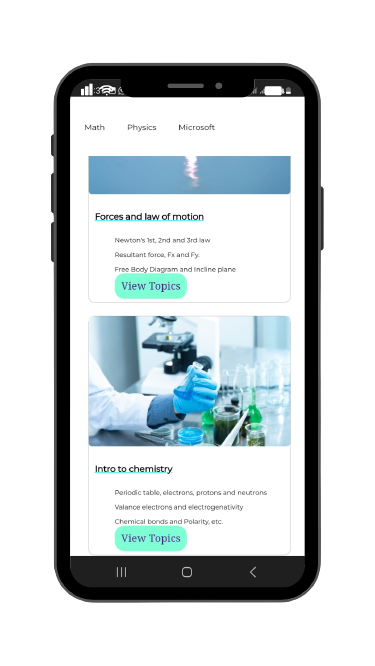 Math Physics Microsoft
Forces and law of motion
Newton's 1st, 2nd and 3rd law
Resultant force, Fx and Fy.
Free Body Diagram and Incline plane
View Topics
Intro to chemistry
Periodic table, electrons, protons and neutrons
Valance electrons and electrogenativity
Chemical bonds and Polarity, etc.
View Topics